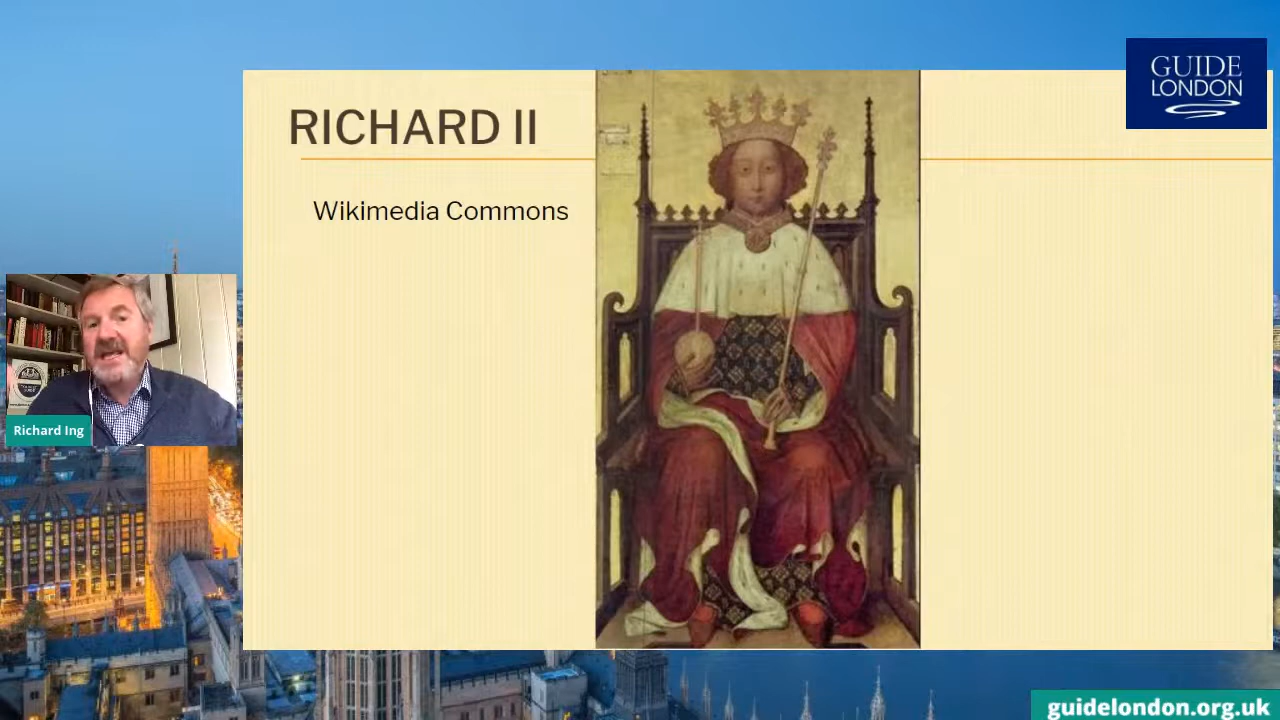 GUIDE
LONDON
RICHARD II
Wikimedia Commons
Richard Ing
guidelondon.org.uk